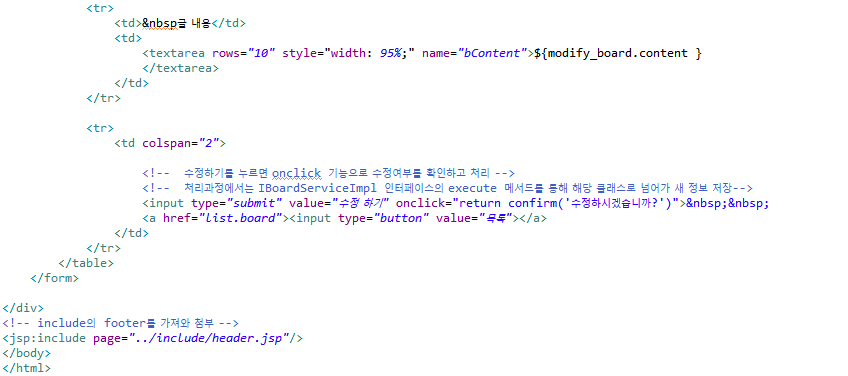 <tr>
<td>&nbsp글 내용</td>
<td>
<textarea rows="10" style="width: 95%;" name="bContent">${modify_board.content }
</textarea>
</td>
</tr>
<tr>
<td colspan="2">
<!--  수정하기를 누르면 onclick 기능으로 수정여부를 확인하고 처리 -->
<!--  처리과정에서는 IBoardServiceImpl 인터페이스의 execute 메서드를 통해 해당 클래스로 넘어가 새 정보 저장-->
<input type="submit" value="수정 하기" onclick="return confirm('수정하시겠습니까?')">&nbsp;&nbsp;
<a href="list.board"><input type="button" value="목록"></a>
</td>
</tr>
</table>
</form>
</div>
<!-- include의 footer를 가져와 첨부 -->
<jsp:include page="../include/header.jsp"/>
</body>
</html>